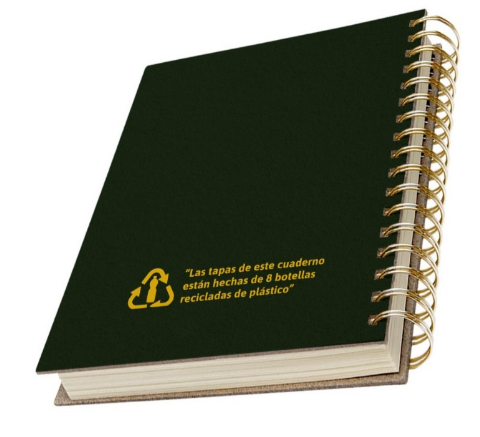 "Las tapas de este cuaderno
están hechas de 8 botellas
recicladas de plástico"